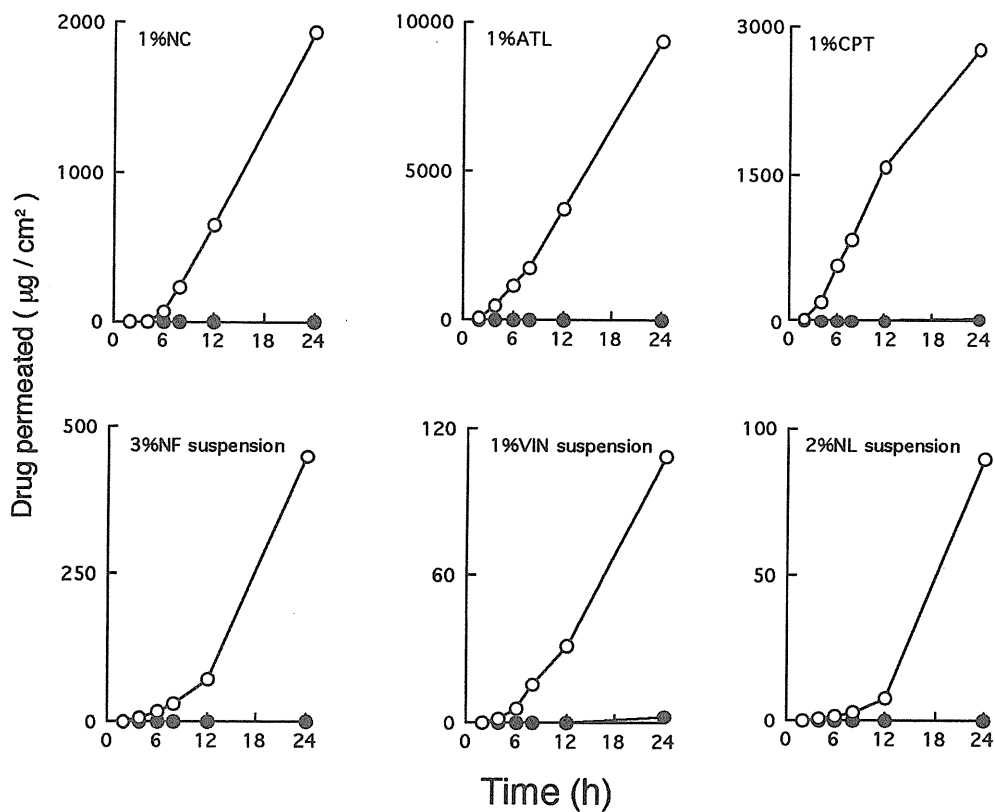 2000
1000
0
1%NC
0 6 12 18 24
10000
5000
0
1%ATL
0 6 12 18 24
3000
1500
0
1%CPT
0 6 12 18 24
Drug permeated ( μg / cm² )
500
250
0
3%NF suspension
0 6 12 18 24
120
60
0
1%VIN suspension
0 6 12 18 24
100
50
0
2%NL suspension
0 6 12 18 24
Time (h)